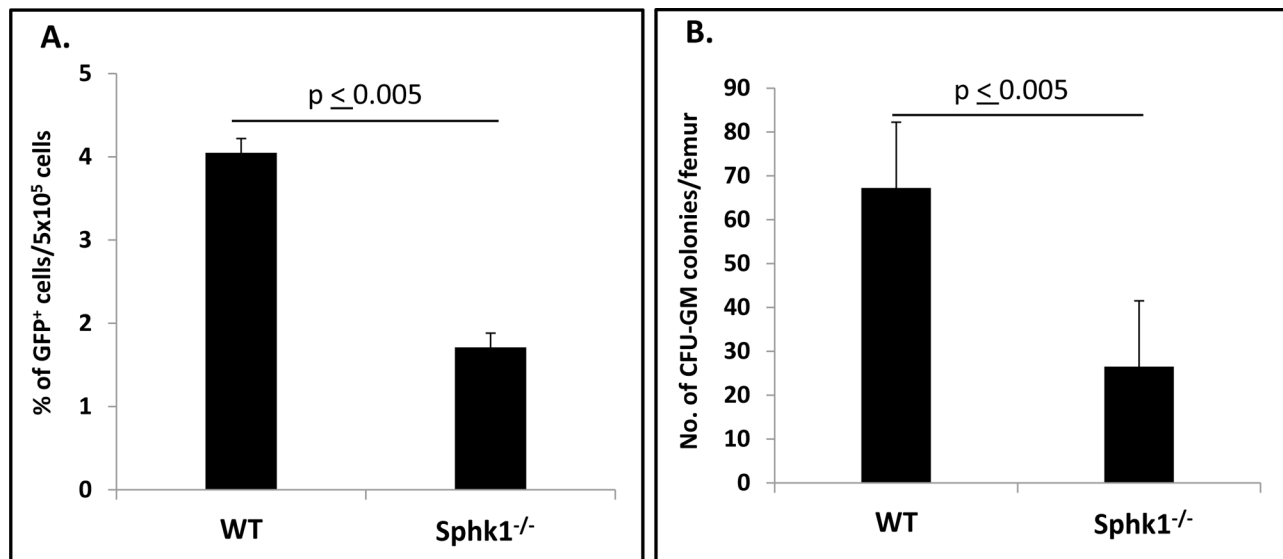 A.
% of GFP⁺ cells/5x10⁵ cells
5
4
3
2
1
0
p ≤ 0.005
WT
Sphk1⁻/⁻
B.
No. of CFU-GM colonies/femur
90
80
70
60
50
40
30
20
10
0
p ≤ 0.005
WT
Sphk1⁻/⁻